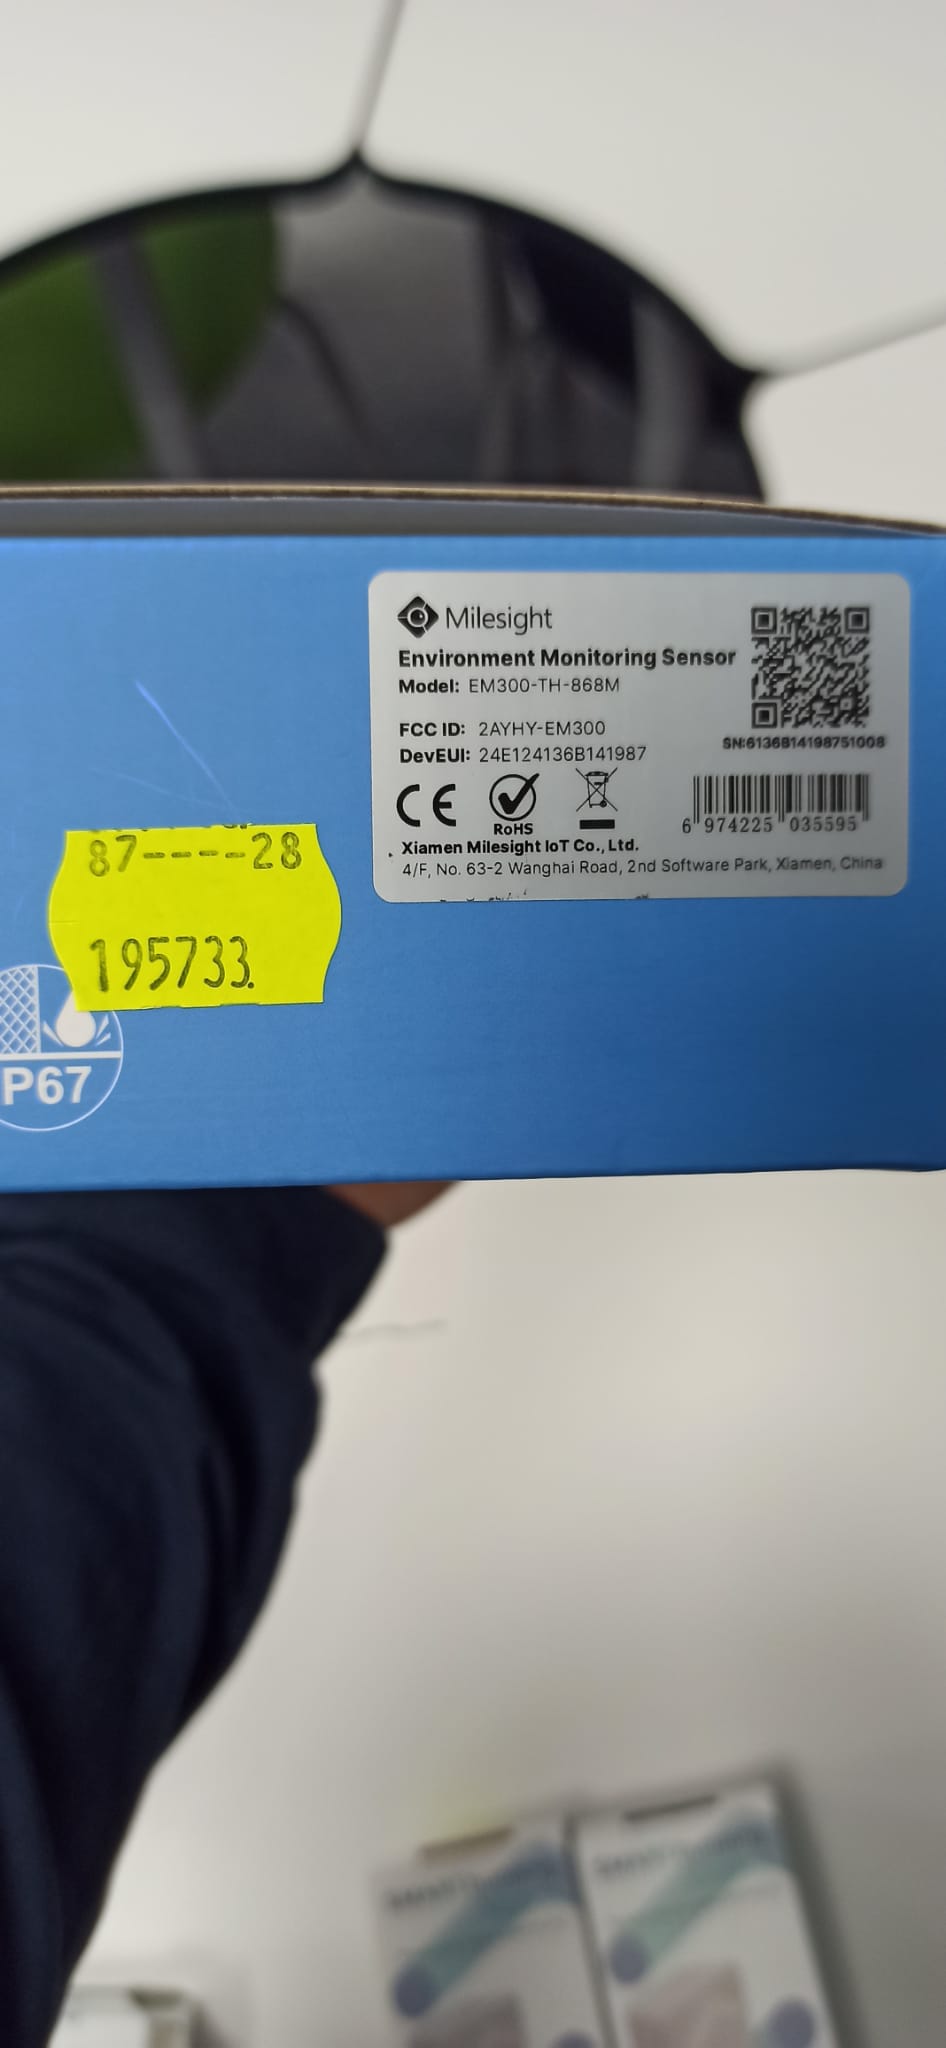 Milesight
Environment Monitoring Sensor
Model: EM300-TH-868M
FCC ID: 2AYHY-EM300
DevEUI: 24E124136B141987
SN:6136B14198751008
CE
RoHS
6 974225 035595
Xiamen Milesight IoT Co., Ltd.
4/F, No. 63-2 Wanghai Road, 2nd Software Park, Xiamen, China
87----28
195733.
P67